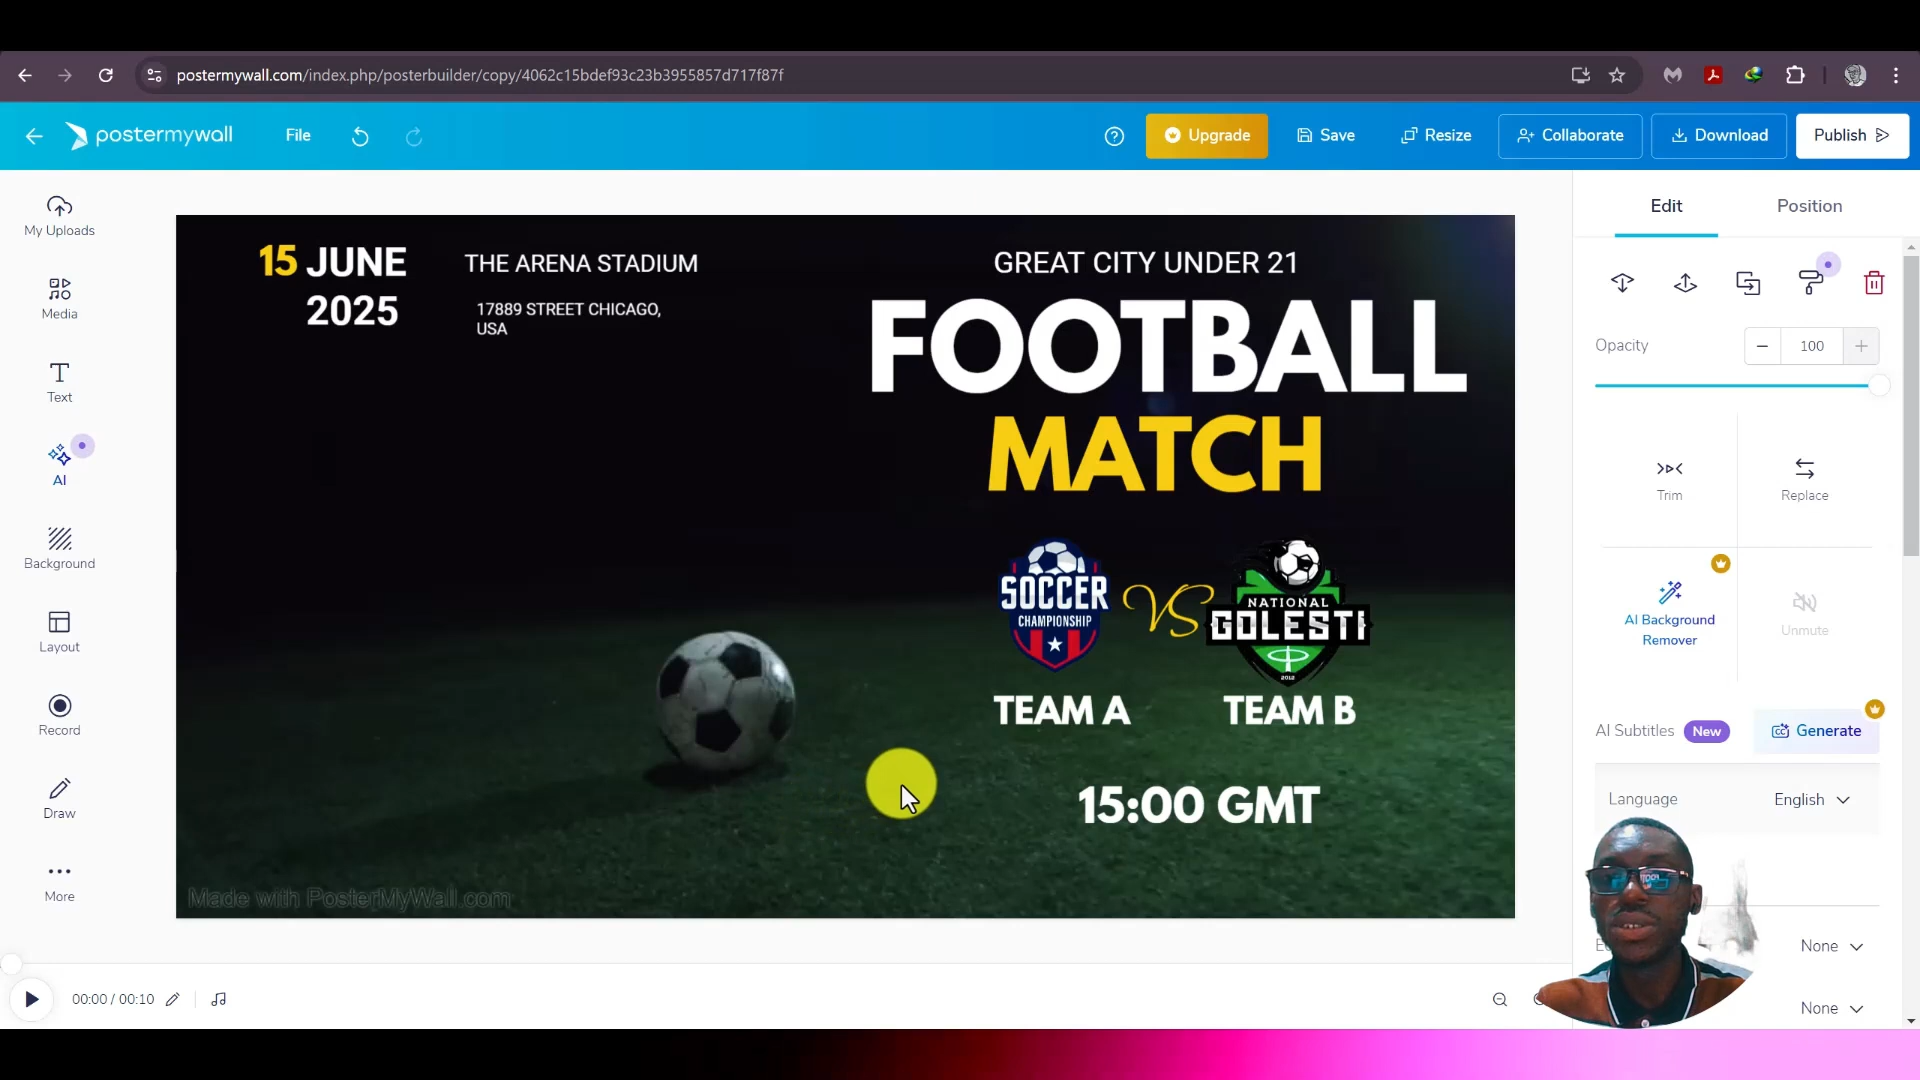 postermywall.com/index.php/posterbuilder/copy/4062c15bdef93c23b3955857d717f87f
postermywall
File
Upgrade
Save
Resize
Collaborate
Download
Publish
My Uploads
Media
Text
AI
Background
Layout
Record
Draw
More
15 JUNE
2025
THE ARENA STADIUM
17889 STREET CHICAGO,
USA
GREAT CITY UNDER 21
FOOTBALL
MATCH
SOCCER
CHAMPIONSHIP
VS
NATIONAL
GOLESTI
2012
TEAM A
TEAM B
15:00 GMT
Made with PosterMyWall.com
Edit
Position
Opacity
100
Trim
Replace
AI Background
Remover
Unmute
AI Subtitles
New
Generate
Language
English
None
None
00:00 / 00:10